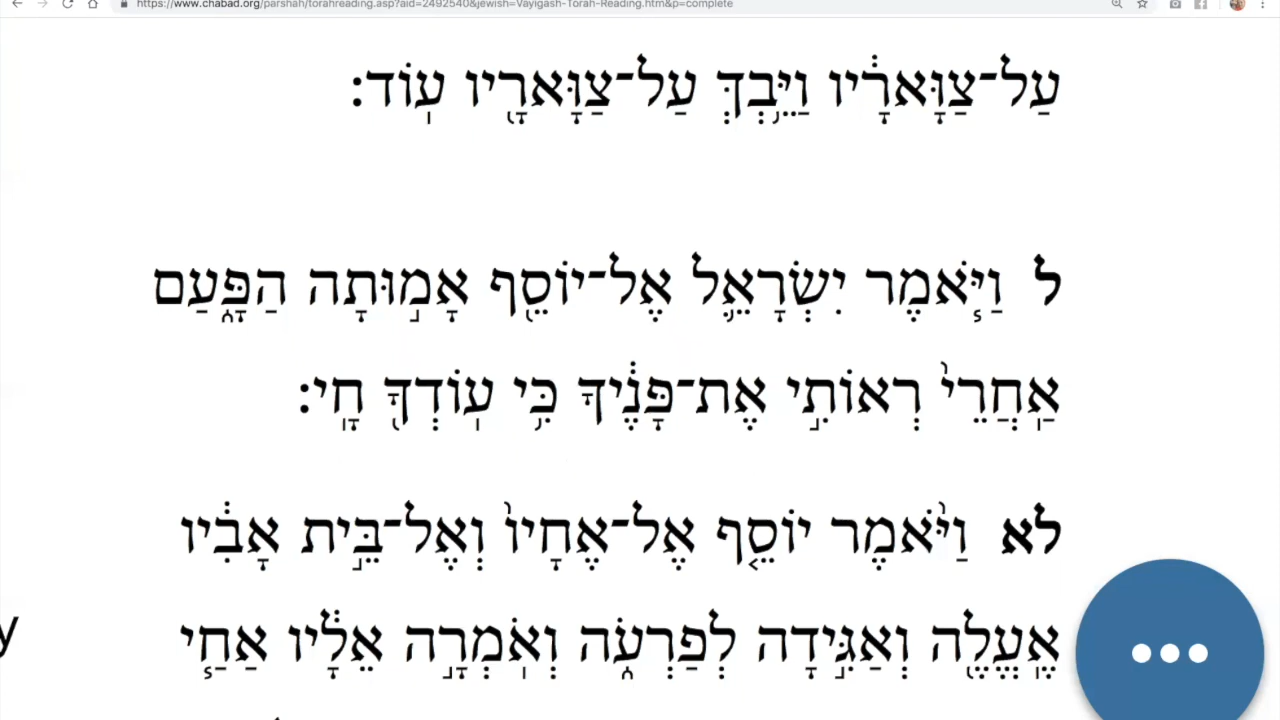 https://www.chabad.org/parshah/torahreading.asp?aid=2492540&jewish=Vayigash-Torah-Reading.htm&p=complete
עַל־צַוָּארָ֔יו וַיֵּ֥בְךְּ עַל־צַוָּארָ֖יו עֽוֹד:
ל וַיֹּ֧אמֶר יִשְׂרָאֵ֛ל אֶל־יוֹסֵ֖ף אָמ֣וּתָה הַפָּ֑עַם
אַֽחֲרֵי֙ רְאוֹתִ֣י אֶת־פָּנֶ֔יךָ כִּ֥י עֽוֹדְךָ֖ חָֽי:
לא וַיֹּ֨אמֶר יוֹסֵ֤ף אֶל־אֶחָיו֙ וְאֶל־בֵּ֣ית אָבִ֔יו
אֶֽעֱלֶ֖ה וְאַגִּ֣ידָה לְפַרְעֹ֑ה וְאֹֽמְרָ֣ה אֵלָ֔יו אַחַ֧י
y